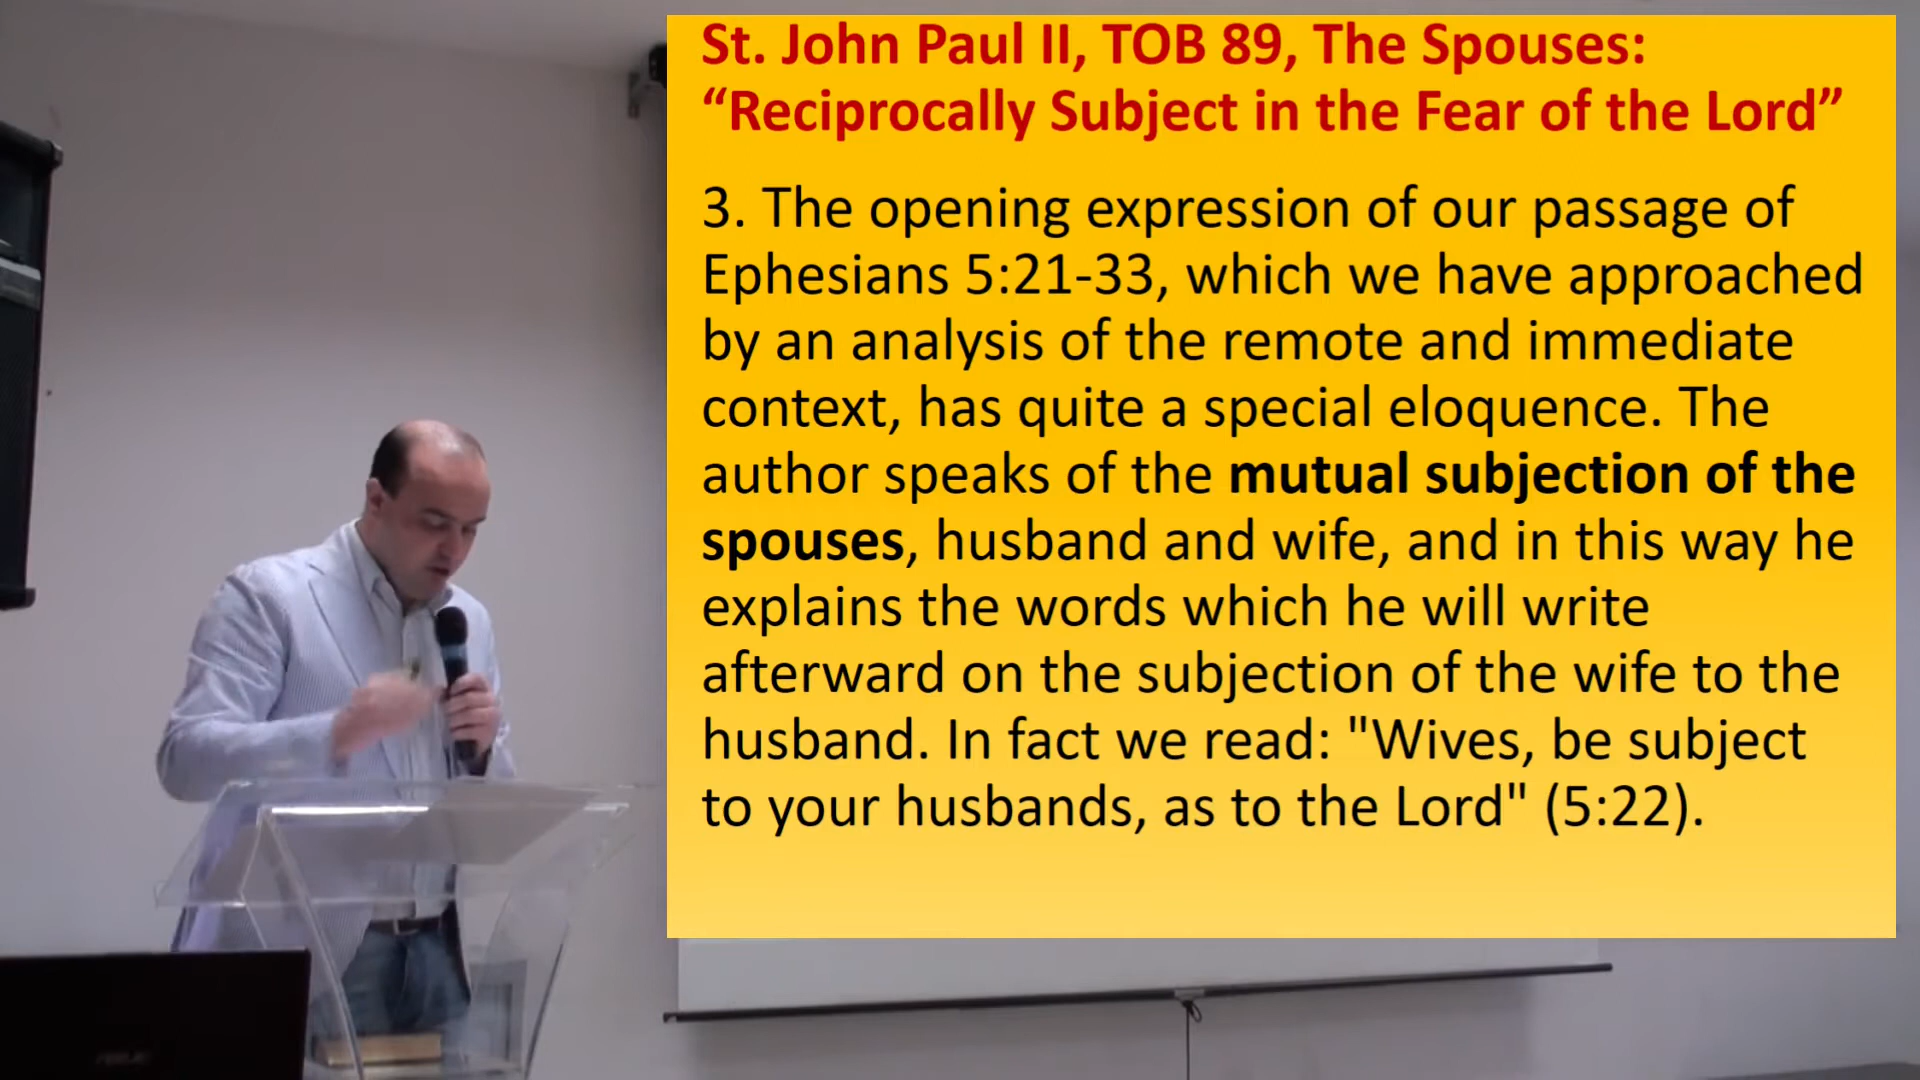 St. John Paul II, TOB 89, The Spouses:
“Reciprocally Subject in the Fear of the Lord”
3. The opening expression of our passage of
Ephesians 5:21-33, which we have approached
by an analysis of the remote and immediate
context, has quite a special eloquence. The
author speaks of the mutual subjection of the
spouses, husband and wife, and in this way he
explains the words which he will write
afterward on the subjection of the wife to the
husband. In fact we read: "Wives, be subject
to your husbands, as to the Lord" (5:22).